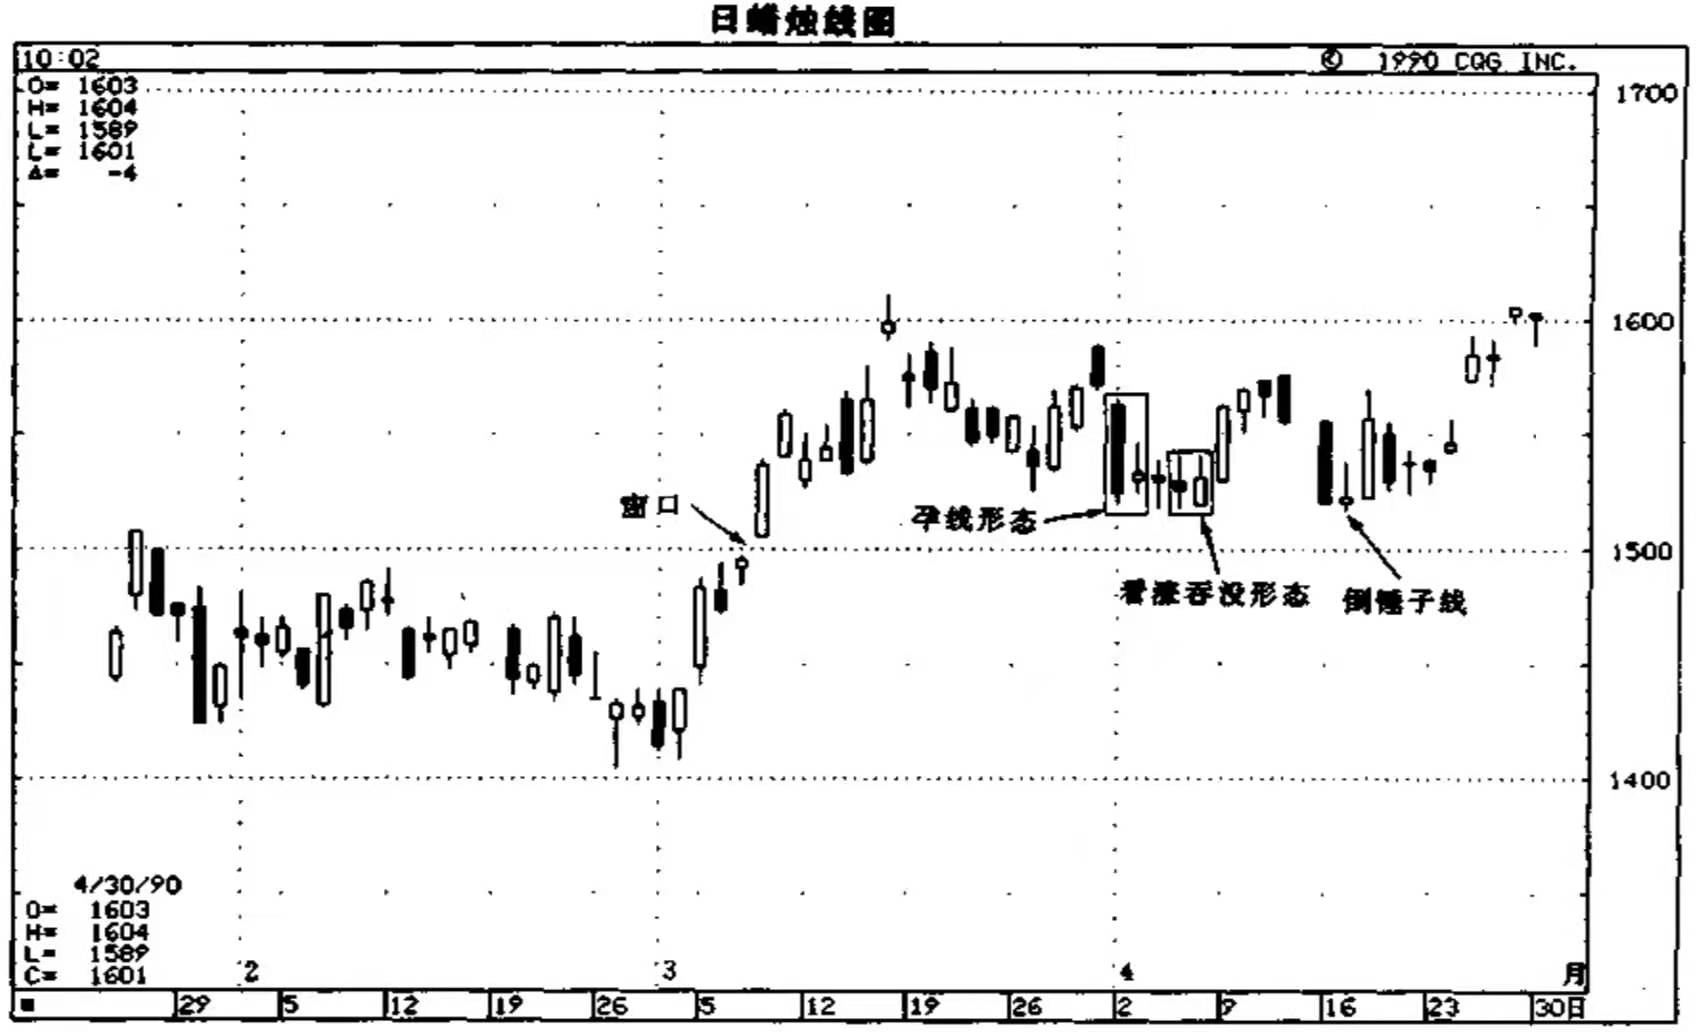 日蜡烛线图
10:02
© 1990 CQG INC.
O= 1603
H= 1604
L= 1589
L= 1601
Δ= -4
1700
1600
1500
1400
窗口
孕线形态
看涨吞没形态
倒锤子线
4/30/90
O= 1603
H= 1604
L= 1589
C= 1601
2 3 4 月
29 5 12 19 26 5 12 19 26 2 9 16 23 30日